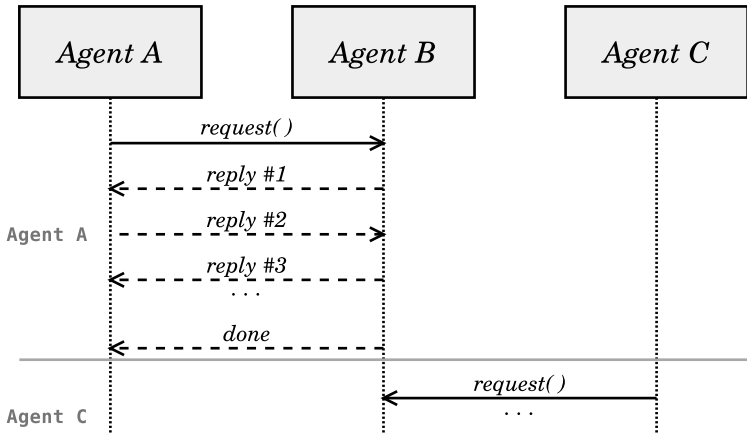 Agent A
Agent B
Agent C
request( )
reply #1
reply #2
Agent A
reply #3
. . .
done
request( )
. . .
Agent C